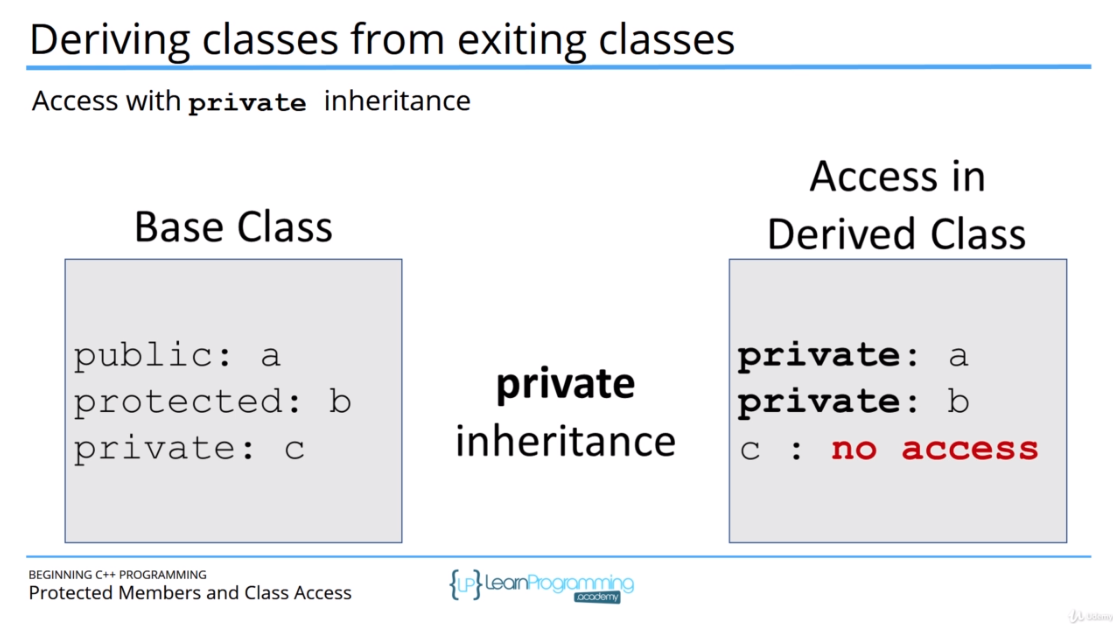 Deriving classes from exiting classes
Access with private inheritance
Base Class
public: a
protected: b
private: c
private
inheritance
Access in
Derived Class
private: a
private: b
c : no access
BEGINNING C++ PROGRAMMING
Protected Members and Class Access
{LP} LearnProgramming
.academy
Udemy